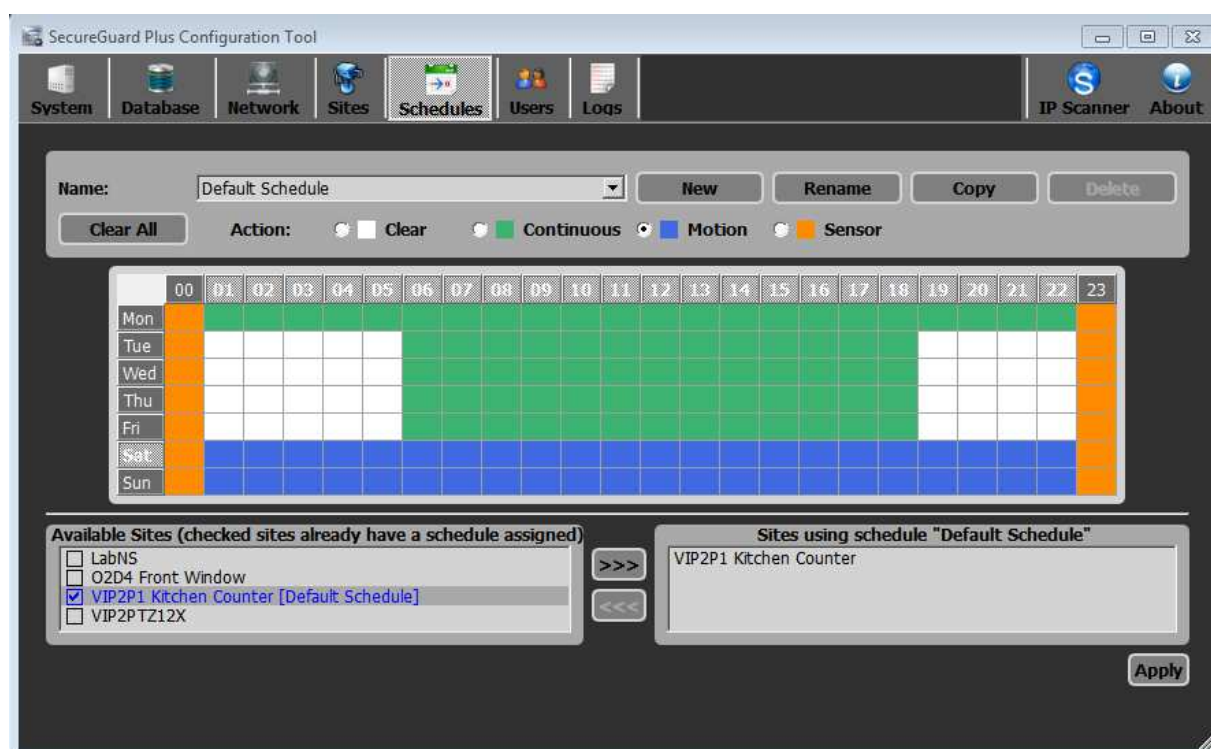 SecureGuard Plus Configuration Tool
System Database Network Sites Schedules Users Logs IP Scanner About
Name: Default Schedule New Rename Copy Delete
Clear All Action: Clear Continuous Motion Sensor
00 01 02 03 04 05 06 07 08 09 10 11 12 13 14 15 16 17 18 19 20 21 22 23
Mon
Tue
Wed
Thu
Fri
Sat
Sun
Available Sites (checked sites already have a schedule assigned)
LabNS
O2D4 Front Window
VIP2P1 Kitchen Counter [Default Schedule]
VIP2PTZ12X
>>>
<<<
Sites using schedule "Default Schedule"
VIP2P1 Kitchen Counter
Apply